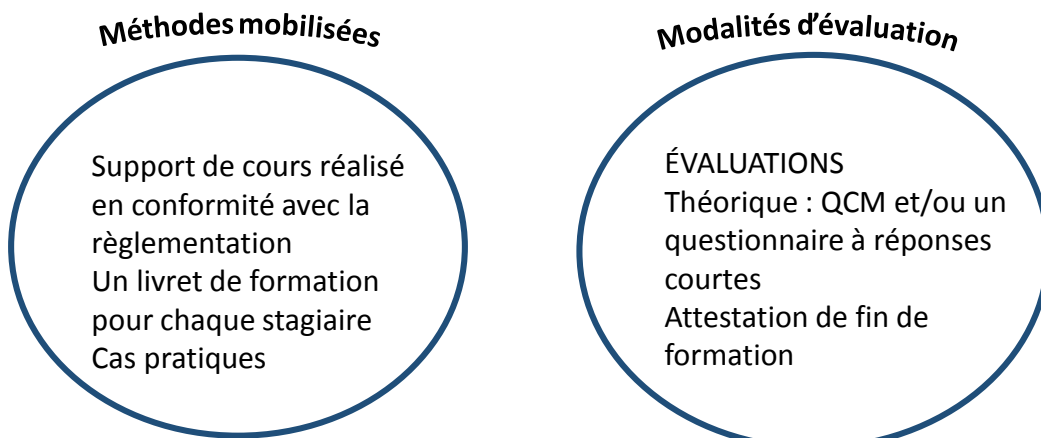 Méthodes mobilisées
Support de cours réalisé
en conformité avec la
règlementation
Un livret de formation
pour chaque stagiaire
Cas pratiques
Modalités d'évaluation
ÉVALUATIONS
Théorique : QCM et/ou un
questionnaire à réponses
courtes
Attestation de fin de
formation